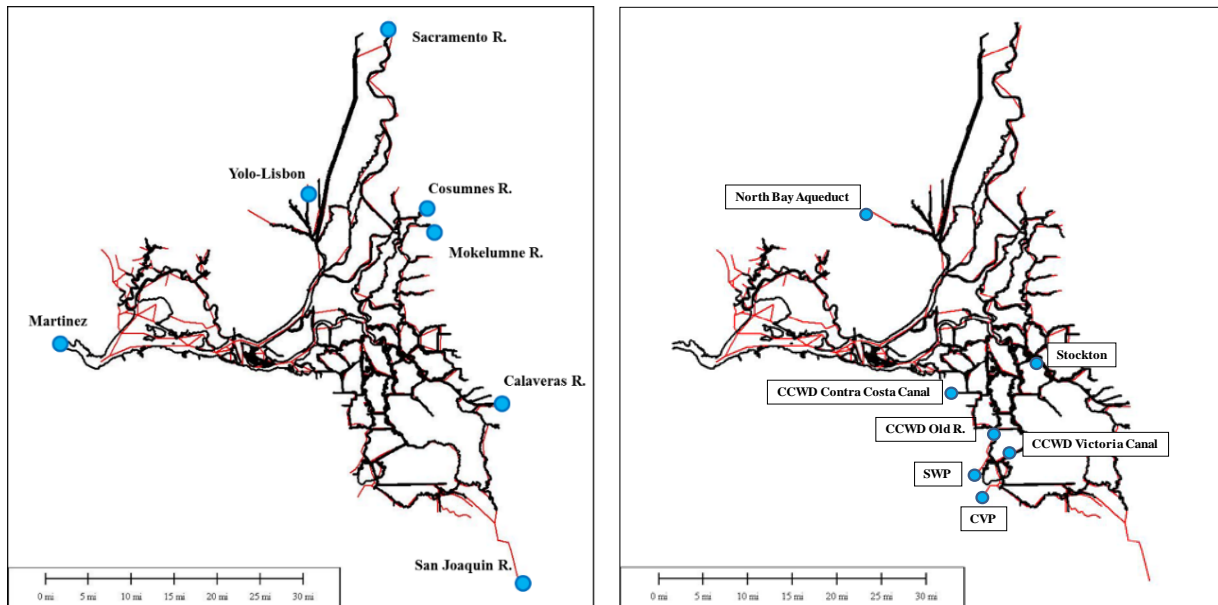 Sacramento R.
Yolo-Lisbon
Cosumnes R.
Mokelumne R.
Martinez
Calaveras R.
San Joaquin R.
0 mi 5 mi 10 mi 15 mi 20 mi 25 mi 30 mi
North Bay Aqueduct
Stockton
CCWD Contra Costa Canal
CCWD Old R.
CCWD Victoria Canal
SWP
CVP
0 mi 5 mi 10 mi 15 mi 20 mi 25 mi 30 mi